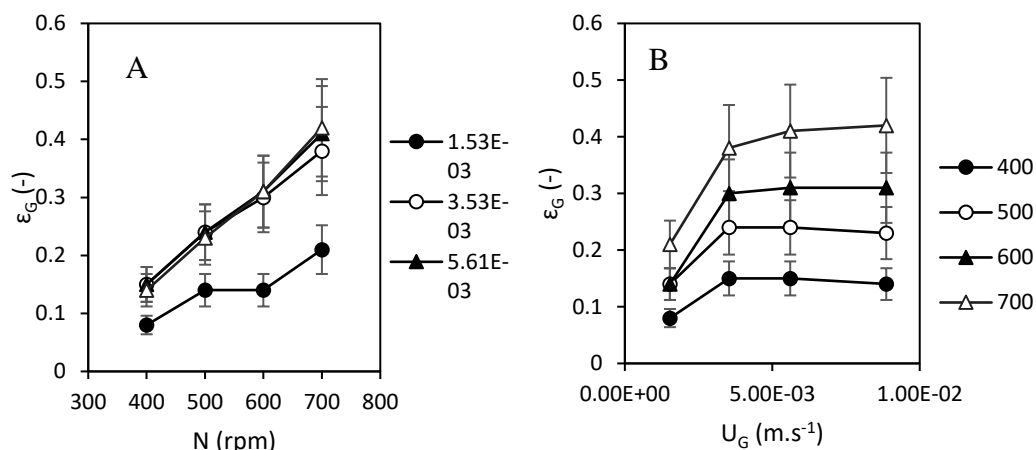 A
0.6
0.5
0.4
0.3
0.2
0.1
0
300 400 500 600 700 800
εG (-)
N (rpm)
1.53E-
03
3.53E-
03
5.61E-
03
B
0.6
0.5
0.4
0.3
0.2
0.1
0
0.00E+00 5.00E-03 1.00E-02
εG (-)
UG (m.s-1)
400
500
600
700